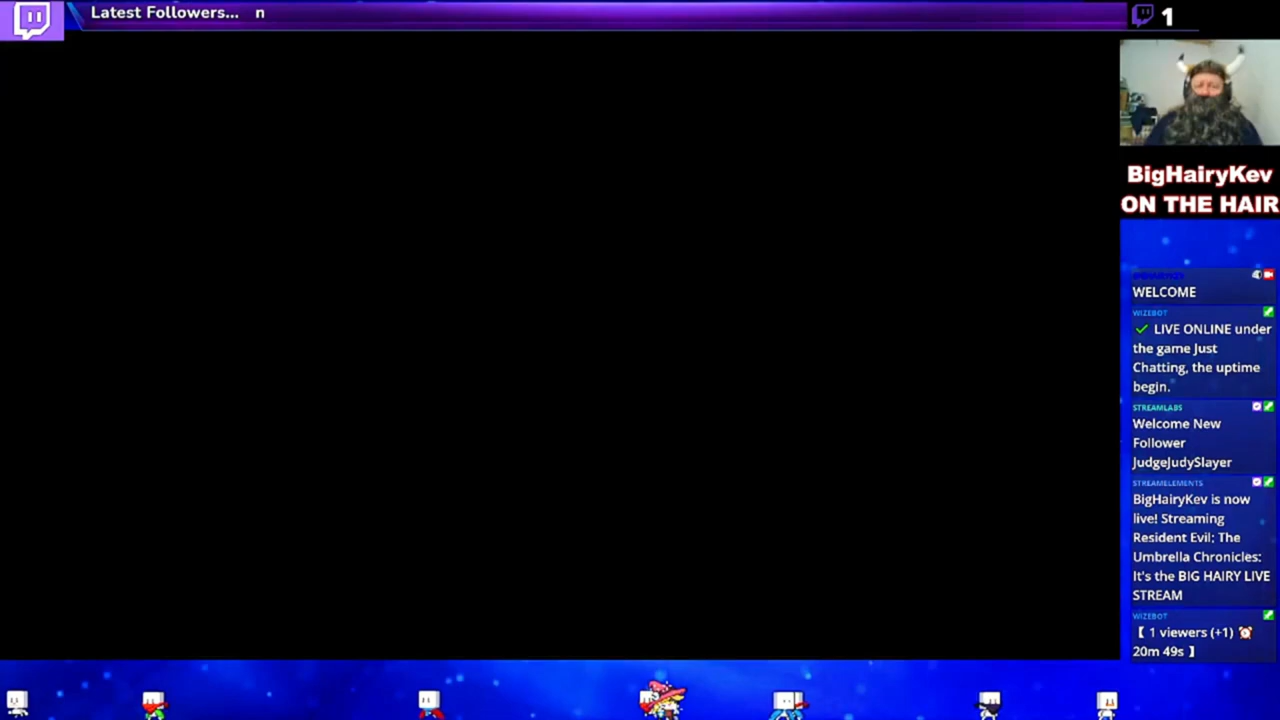 Latest Followers... n
1
BigHairyKev
ON THE HAIR
WELCOME
WIZEBOT
LIVE ONLINE under
the game Just
Chatting, the uptime
begin.
STREAMLABS
Welcome New
Follower
JudgeJudySlayer
STREAMELEMENTS
BigHairyKev is now
live! Streaming
Resident Evil: The
Umbrella Chronicles:
It's the BIG HAIRY LIVE
STREAM
WIZEBOT
【 1 viewers (+1) ⏰
20m 49s 】